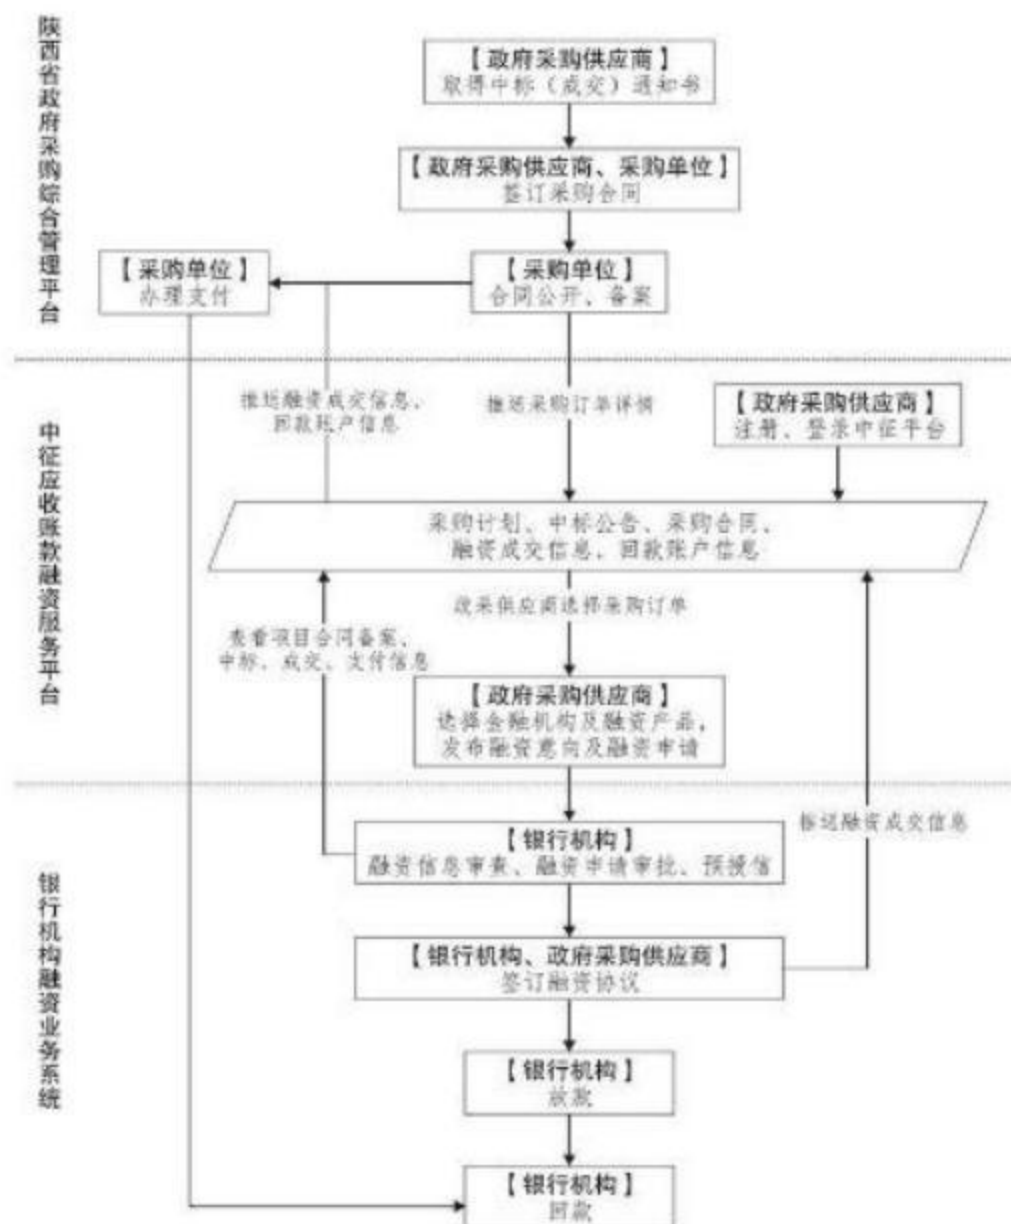 陕西省政府采购综合管理平台
【政府采购供应商】
取得中标（成交）通知书
【政府采购供应商、采购单位】
签订采购合同
【采购单位】
办理支付
【采购单位】
合同公开、备案
中征应收账款融资服务平台
推送融资成交信息、
回款账户信息
推送采购订单详情
【政府采购供应商】
注册、登录中征平台
采购计划、中标公告、采购合同、
融资成交信息、回款账户信息
政采供应商选择采购订单
查看项目合同备案、
中标、成交、支付信息
【政府采购供应商】
选择金融机构及融资产品，
发布融资意向及融资申请
银行机构融资业务系统
推送融资成交信息
【银行机构】
融资信息审查、融资申请审批、预授信
【银行机构、政府采购供应商】
签订融资协议
【银行机构】
放款
【银行机构】
回款